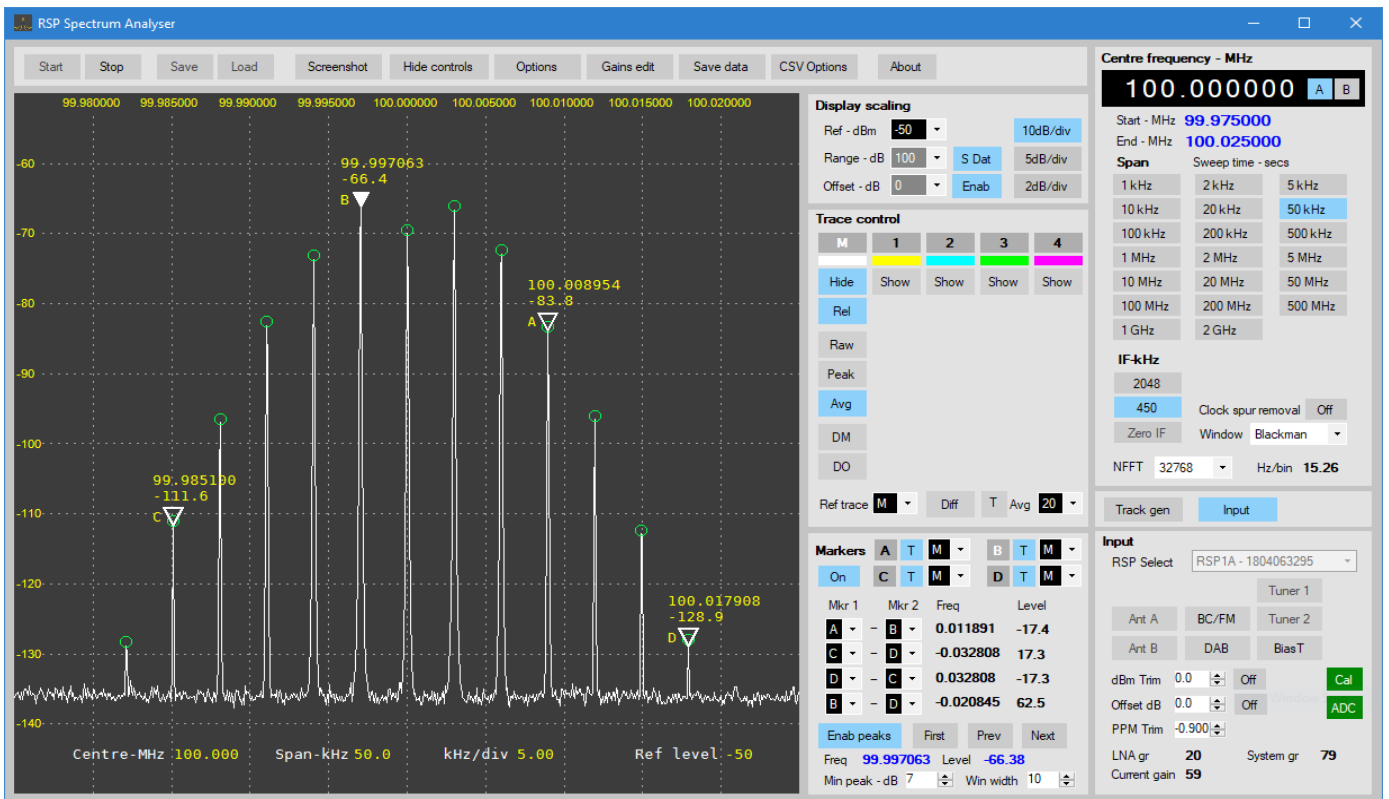 RSP Spectrum Analyser
Start Stop Save Load Screenshot Hide controls Options Gains edit Save data CSV Options About
99.980000 99.985000 99.990000 99.995000 100.000000 100.005000 100.010000 100.015000 100.020000
-60
-70
-80
-90
-100
-110
-120
-130
-140
99.997063
-66.4
B
100.008954
-83.8
A
99.985100
-111.6
C
100.017908
-128.9
D
Centre-MHz 100.000 Span-kHz 50.0 kHz/div 5.00 Ref level -50
Display scaling
Ref - dBm -50 10dB/div
Range - dB 100 S Dat 5dB/div
Offset - dB 0 Enab 2dB/div
Trace control
M 1 2 3 4
Hide Show Show Show Show
Rel
Raw
Peak
Avg
DM
DO
Ref trace M Diff T Avg 20
Markers A T M B T M
On C T M D T M
Mkr 1 Mkr 2 Freq Level
A - B 0.011891 -17.4
C - D -0.032808 17.3
D - C 0.032808 -17.3
B - D -0.020845 62.5
Enab peaks First Prev Next
Freq 99.997063 Level -66.38
Min peak - dB 7 Win width 10
Centre frequency - MHz
100.000000 A B
Start - MHz 99.975000
End - MHz 100.025000
Span Sweep time - secs
1 kHz 2 kHz 5 kHz
10 kHz 20 kHz 50 kHz
100 kHz 200 kHz 500 kHz
1 MHz 2 MHz 5 MHz
10 MHz 20 MHz 50 MHz
100 MHz 200 MHz 500 MHz
1 GHz 2 GHz
IF-kHz
2048
450 Clock spur removal Off
Zero IF Window Blackman
NFFT 32768 Hz/bin 15.26
Track gen Input
Input
RSP Select RSP1A - 1804063295
Tuner 1
Ant A BC/FM Tuner 2
Ant B DAB BiasT
dBm Trim 0.0 Off Cal
Offset dB 0.0 Off ADC
PPM Trim -0.900
LNA gr 20 System gr 79
Current gain 59